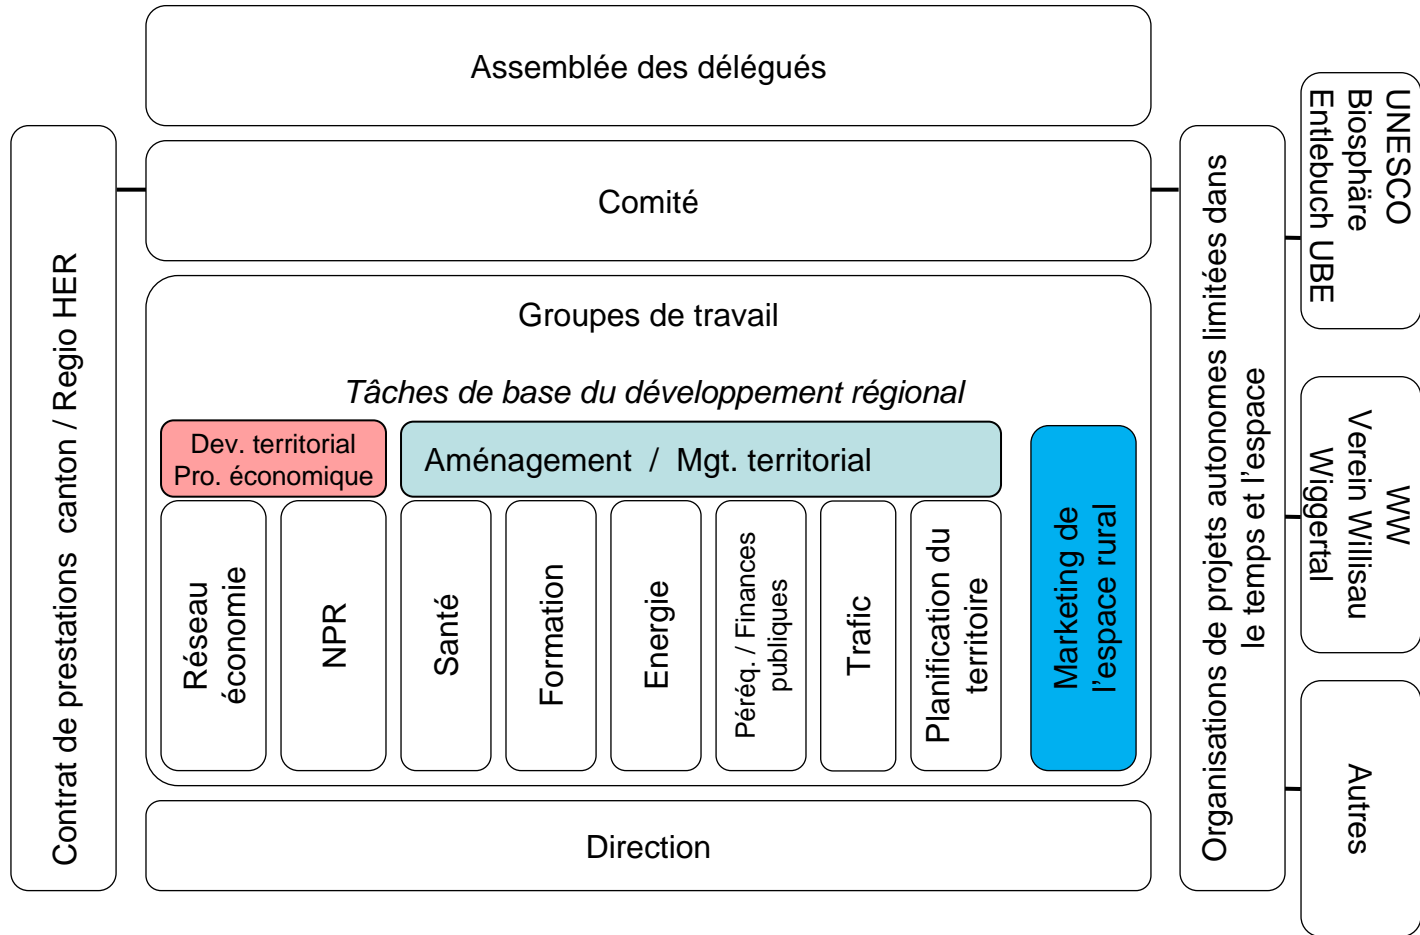 Assemblée des délégués
Contrat de prestations  canton / Regio HER
Comité
Groupes de travail
Tâches de base du développement régional
Dev. territorial
Pro. économique
Aménagement  /  Mgt. territorial
Réseau
économie
NPR
Santé
Formation
Energie
Péréq. / Finances
publiques
Trafic
Planification du
territoire
Marketing de
l'espace rural
Direction
Organisations de projets autonomes limitées dans
le temps et l'espace
UNESCO
Biosphäre
Entlebuch UBE
WW
Verein Willisau
Wiggertal
Autres